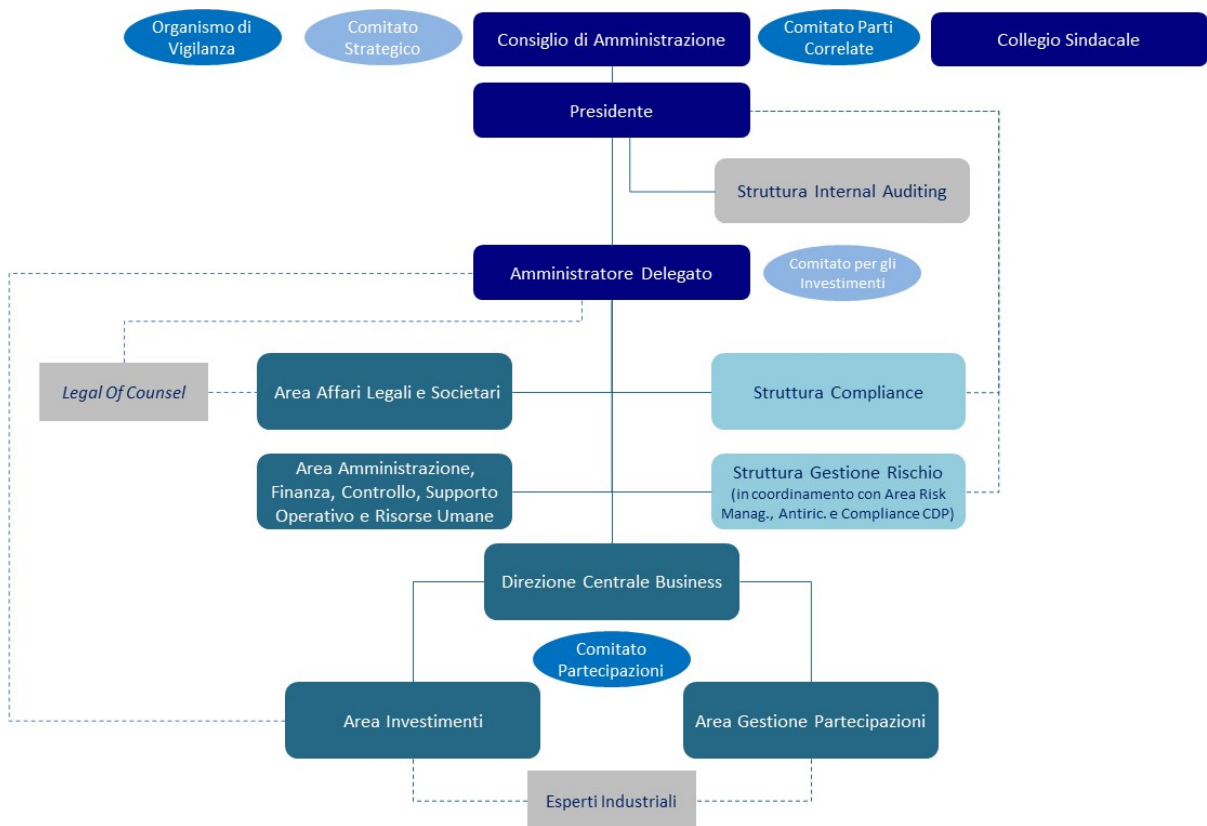 Organismo di
Vigilanza
Comitato
Strategico
Consiglio di Amministrazione
Comitato Parti
Correlate
Collegio Sindacale
Presidente
Struttura Internal Auditing
Amministratore Delegato
Comitato per gli
Investimenti
Legal Of Counsel
Area Affari Legali e Societari
Struttura Compliance
Area Amministrazione,
Finanza, Controllo, Supporto
Operativo e Risorse Umane
Struttura Gestione Rischio
(in coordinamento con Area Risk
Manag., Antiric. e Compliance CDP)
Direzione Centrale Business
Comitato
Partecipazioni
Area Investimenti
Area Gestione Partecipazioni
Esperti Industriali